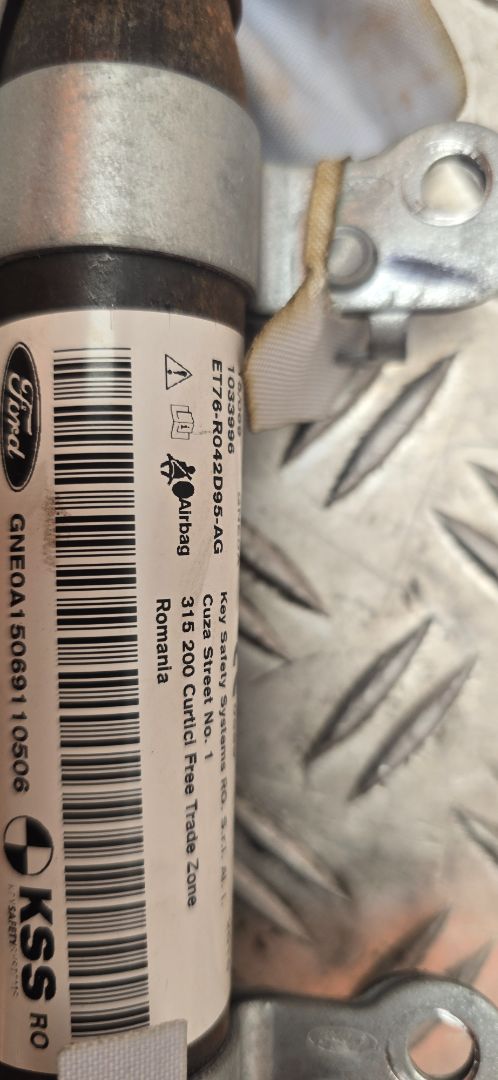 1033996
ET76-R042D95-AG
Airbag
Key Safety Systems RO. S.r.l.
Cuza Street No. 1
315 200 Curtici Free Trade Zone
Romania
Ford
GNE0A15069110506
KSS RO